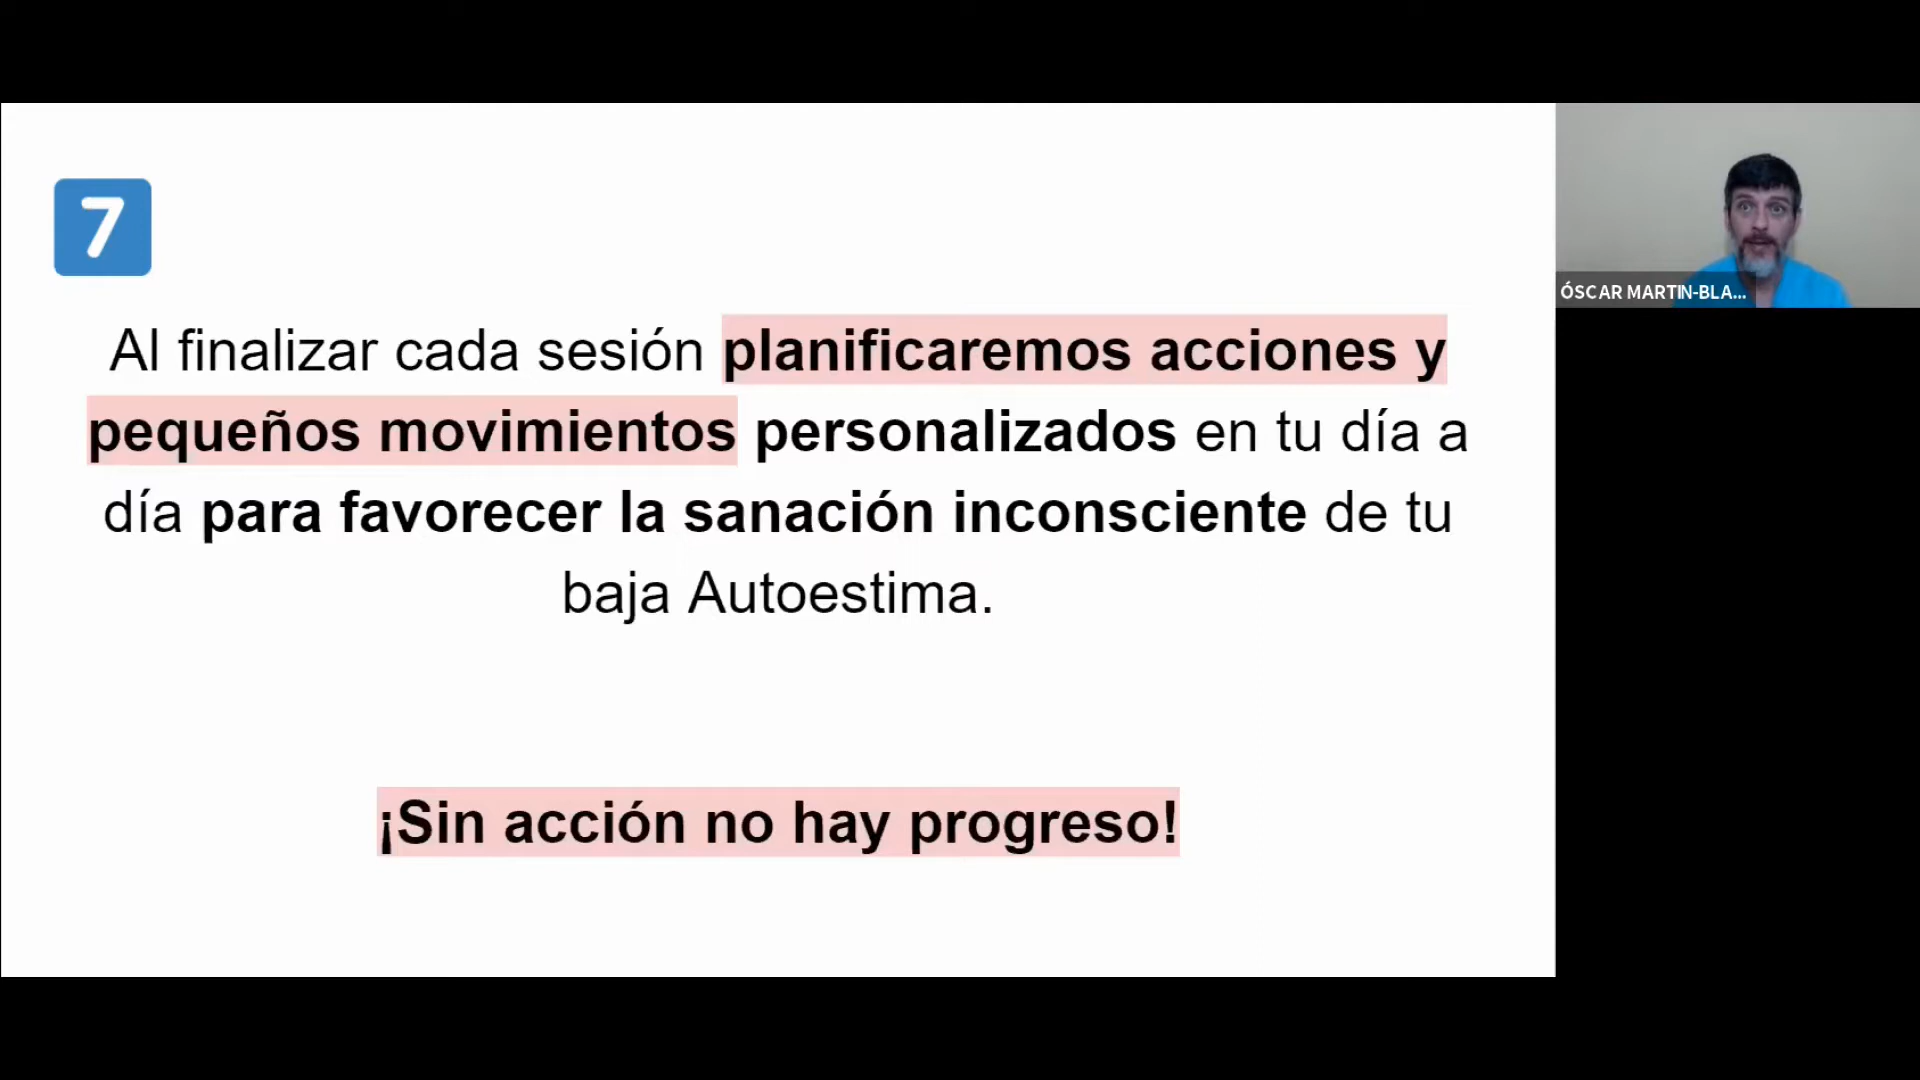 7
Al finalizar cada sesión planificaremos acciones y
pequeños movimientos personalizados en tu día a
día para favorecer la sanación inconsciente de tu
baja Autoestima.
¡Sin acción no hay progreso!
ÓSCAR MARTIN-BLA...